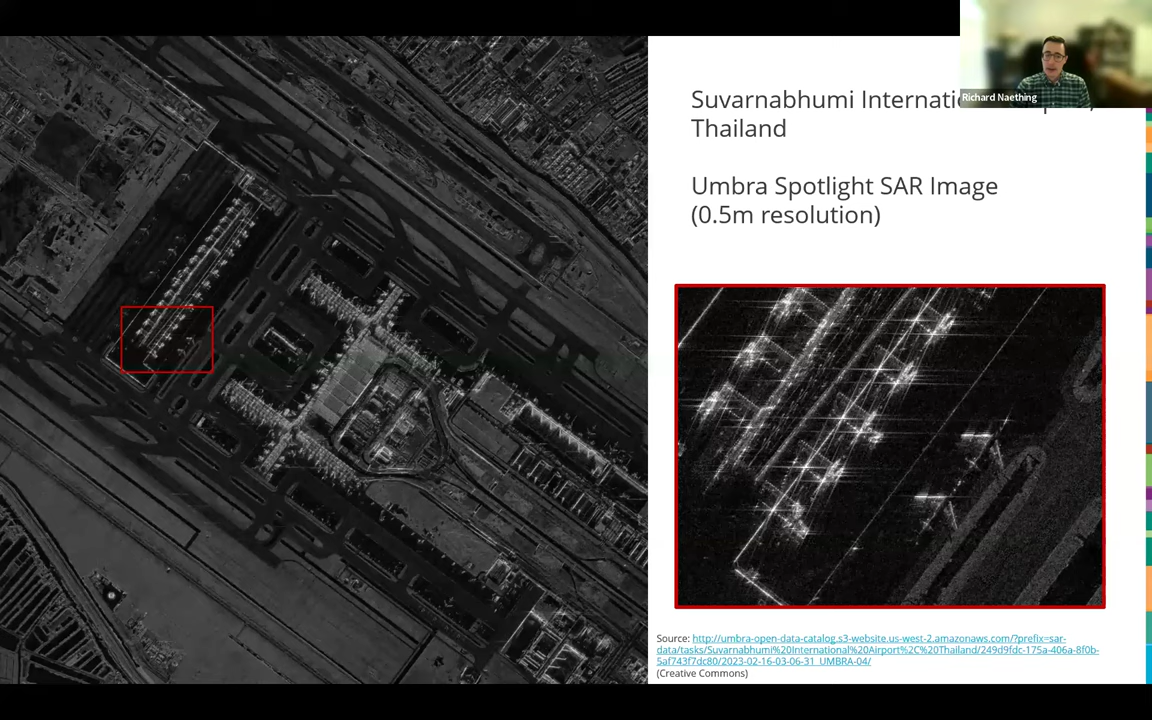 Richard Naething
Suvarnabhumi
Thailand
Umbra Spotlight SAR Image
(0.5m resolution)
Source: http://umbra-open-data-catalog.s3-website.us-west-2.amazonaws.com/?prefix=sar-
data/tasks/Suvarnabhumi%20International%20Airport%2C%20Thailand/249d9fdc-175a-406a-8f0b-
5af743f7dc80/2023-02-16-03-06-31_UMBRA-04/
(Creative Commons)